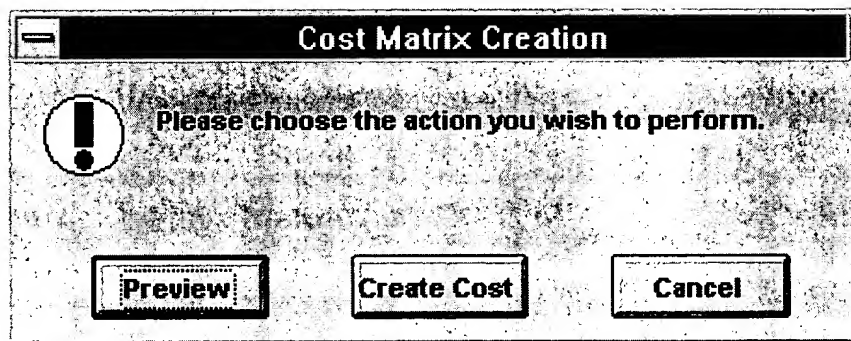 Cost Matrix Creation
Please choose the action you wish to perform.
Preview Create Cost Cancel